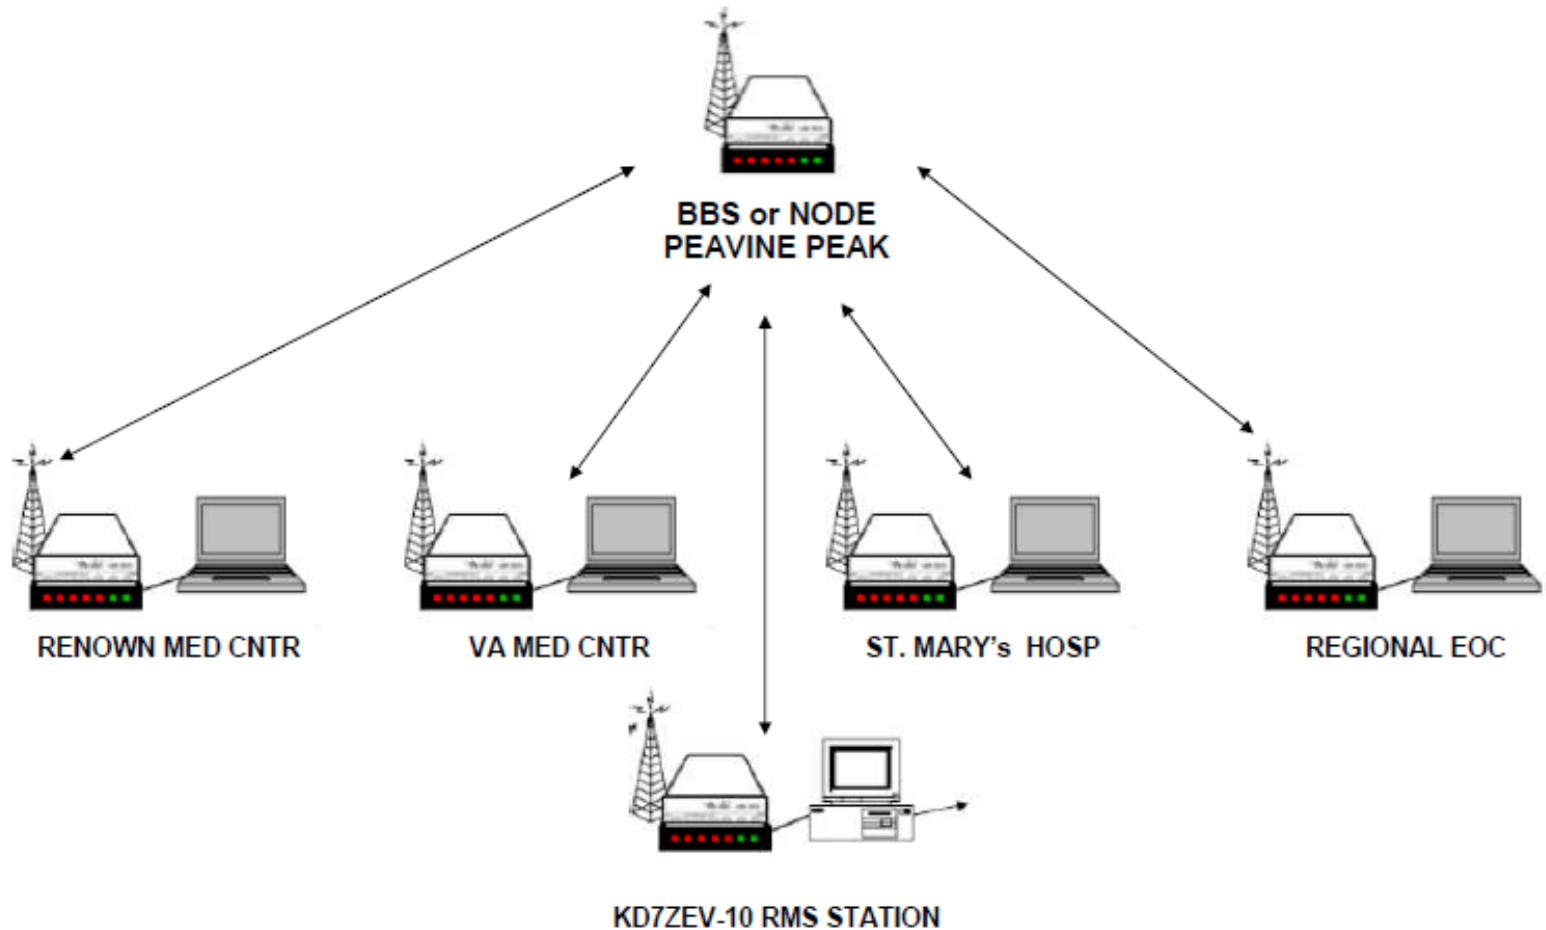 BBS or NODE
PEAVINE PEAK
RENOWN MED CNTR
VA MED CNTR
ST. MARY's HOSP
REGIONAL EOC
KD7ZEV-10 RMS STATION